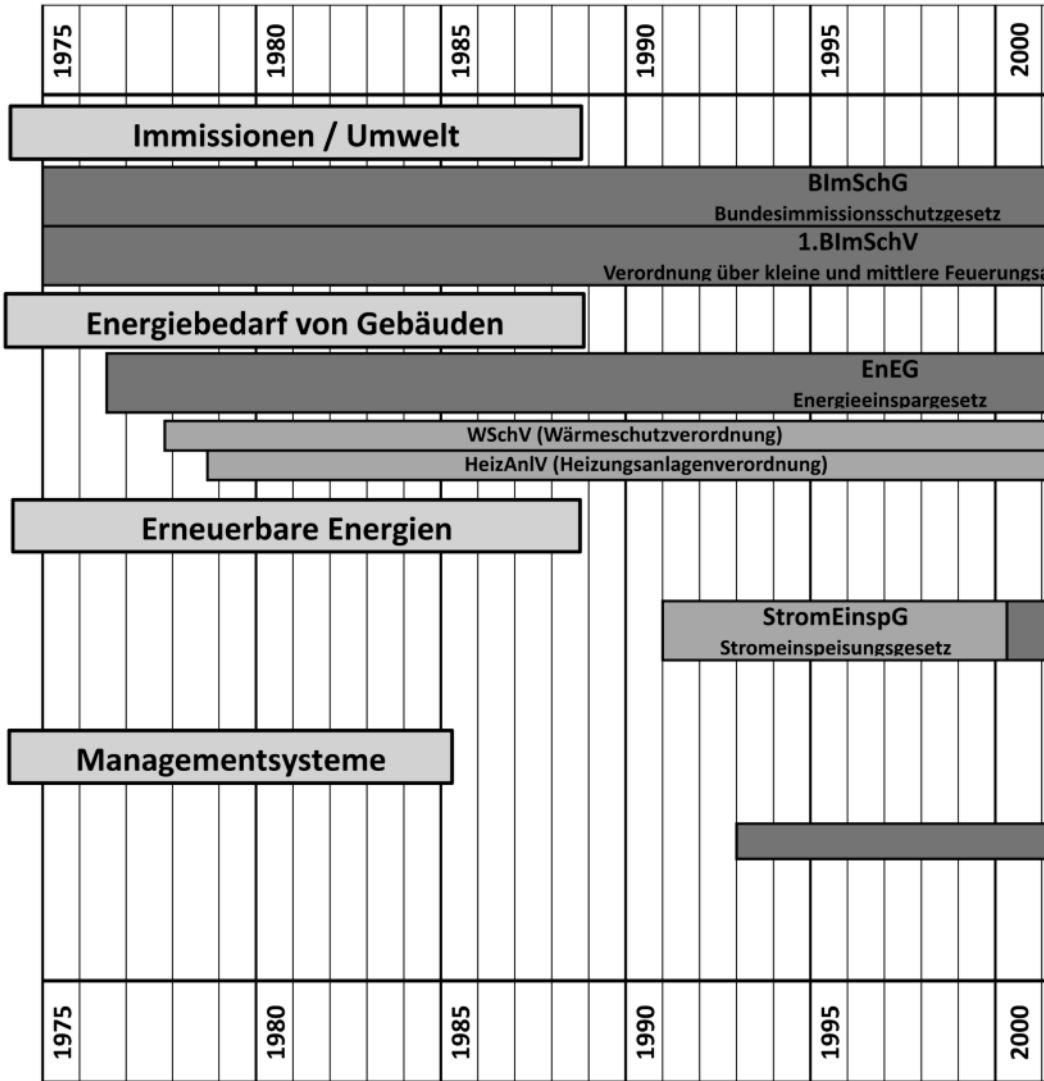 1975 1980 1985 1990 1995 2000
Immissionen / Umwelt
BImSchG
Bundesimmissionsschutzgesetz
1.BImSchV
Verordnung über kleine und mittlere
Energiebedarf von Gebäuden
EnEG
Energieeinspargesetz
WSchV (Wärmeschutzverordnung)
HeizAnlV (Heizungsanlagenverordnung)
Erneuerbare Energien
StromEinspG
Stromeinspeisungsgesetz
Managementsysteme
1975 1980 1985 1990 1995 2000